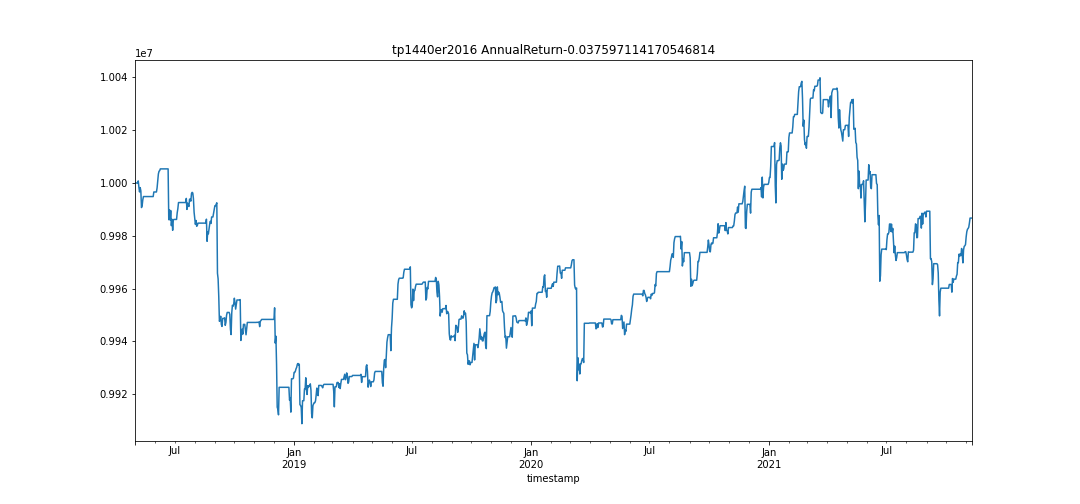 tp1440er2016 AnnualReturn-0.037597114170546814
1e7
1.004
1.002
1.000
0.998
0.996
0.994
0.992
Jul Jan Jul Jan Jul Jan Jul
2019 2020 2021
timestamp